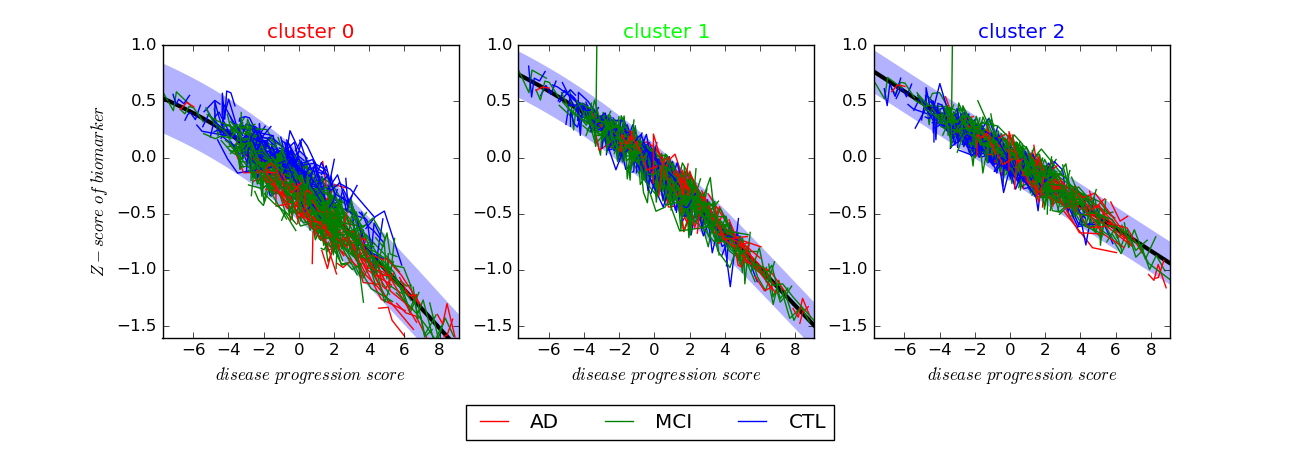 cluster 0 cluster 1 cluster 2
1.0 1.0 1.0
0.5 0.5 0.5
0.0 0.0 0.0
−0.5 −0.5 −0.5
−1.0 −1.0 −1.0
−1.5 −1.5 −1.5
Z − score of biomarker
−6 −4 −2 0 2 4 6 8 −6 −4 −2 0 2 4 6 8 −6 −4 −2 0 2 4 6 8
disease progression score disease progression score disease progression score
AD MCI CTL